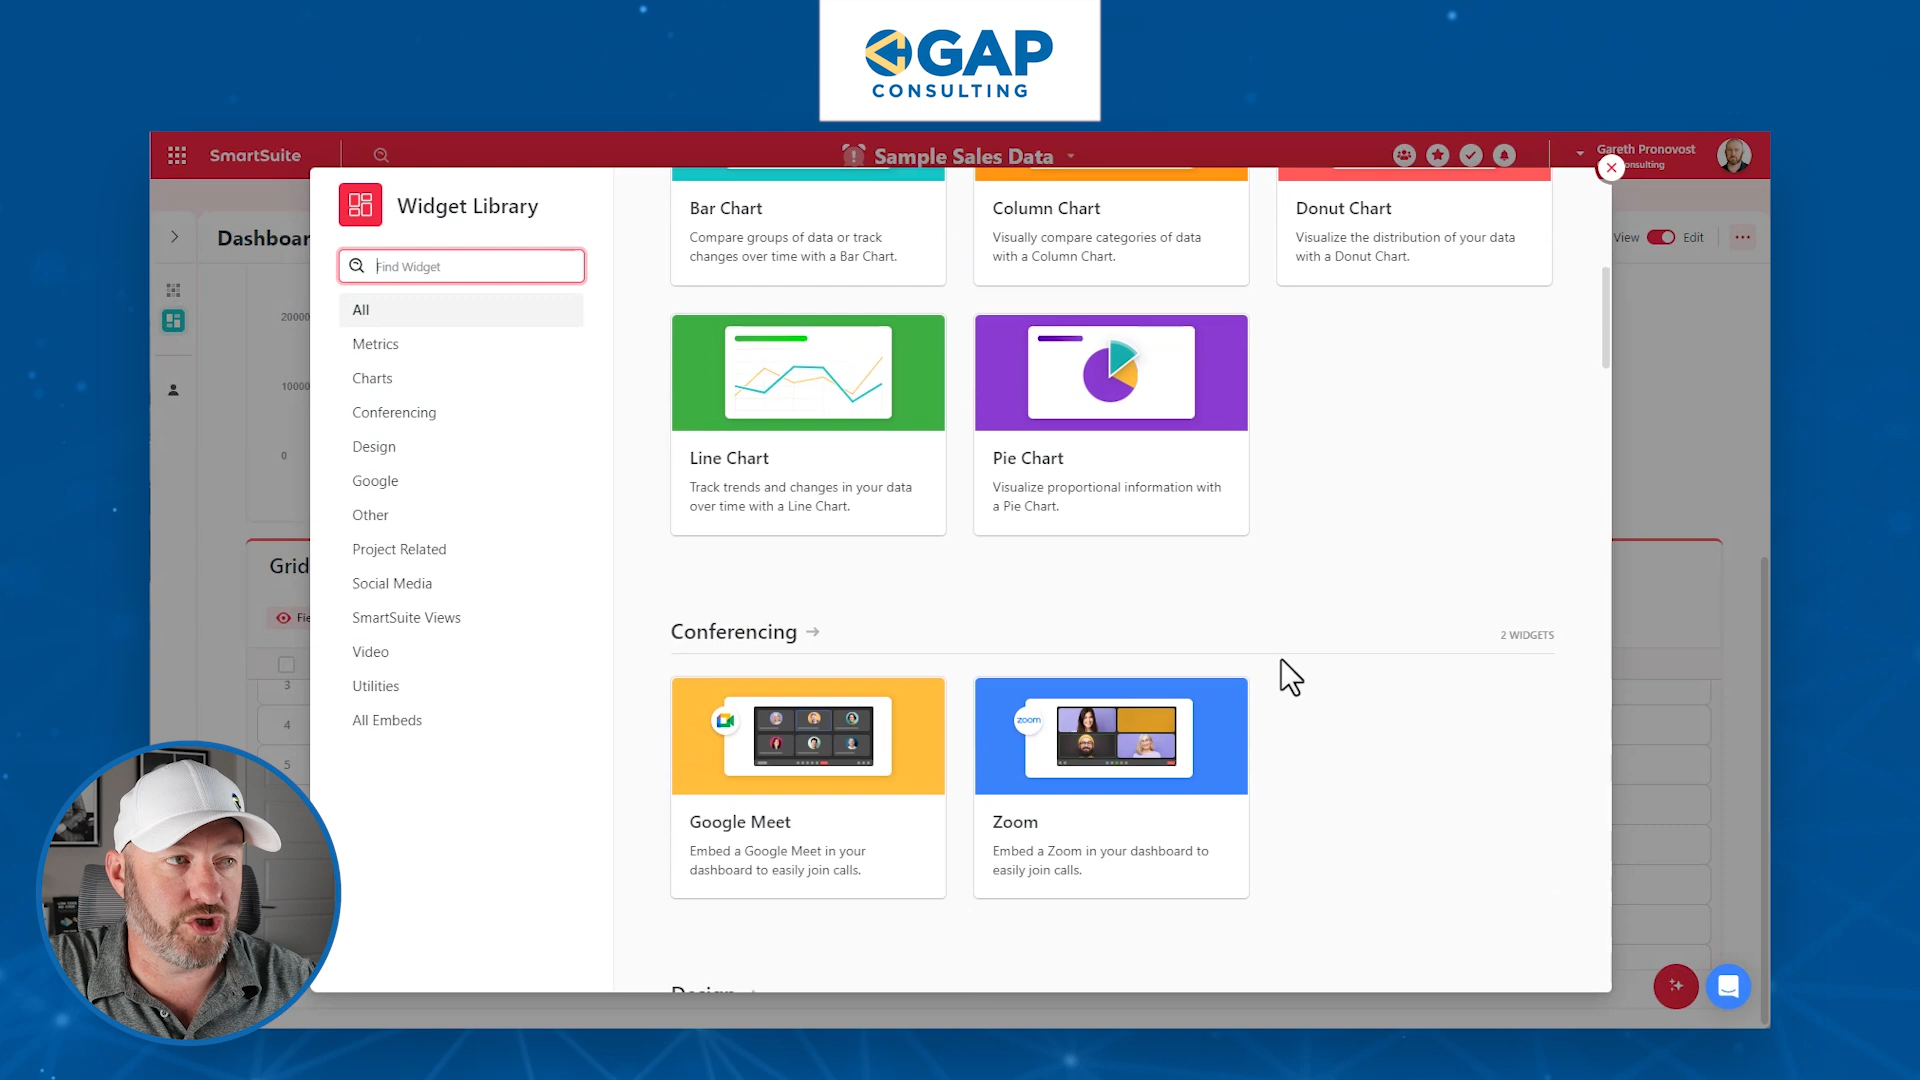 GAP
CONSULTING
SmartSuite
Sample Sales Data
Gareth Pronovost
onsulting
Dashboar
View
Edit
Widget Library
Find Widget
All
Metrics
Charts
Conferencing
Design
Google
Other
Project Related
Social Media
SmartSuite Views
Video
Utilities
All Embeds
20000
10000
0
Grid
Fie
3
4
5
Bar Chart
Compare groups of data or track
changes over time with a Bar Chart.
Column Chart
Visually compare categories of data
with a Column Chart.
Donut Chart
Visualize the distribution of your data
with a Donut Chart.
Line Chart
Track trends and changes in your data
over time with a Line Chart.
Pie Chart
Visualize proportional information with
a Pie Chart.
Conferencing
2 WIDGETS
zoom
Google Meet
Embed a Google Meet in your
dashboard to easily join calls.
Zoom
Embed a Zoom in your dashboard to
easily join calls.
Design